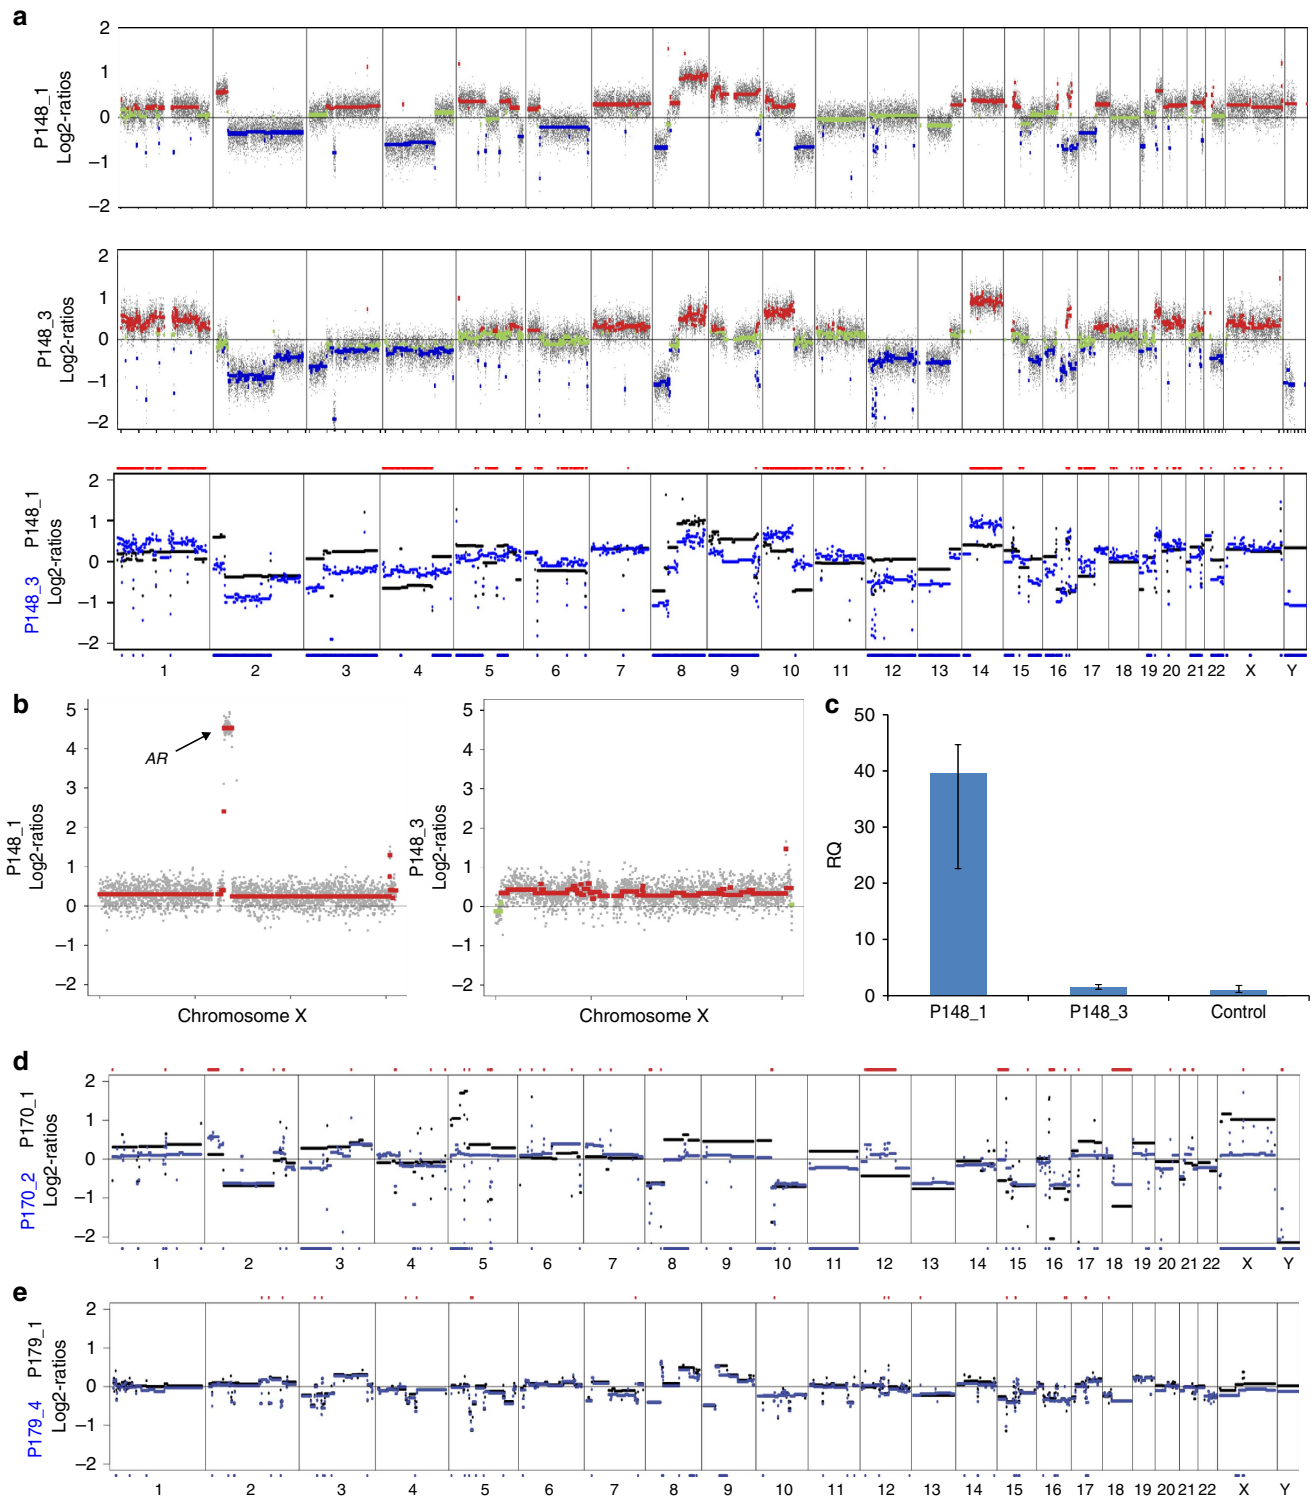 a
P148_1
Log2-ratios
2
1
0
–1
–2
P148_3
Log2-ratios
2
1
0
–1
–2
P148_3 P148_1
Log2-ratios
2
1
0
–1
–2
1 2 3 4 5 6 7 8 9 10 11 12 13 14 15 16 17 18 19 20 21 22 X Y
b
P148_1
Log2-ratios
5
4
3
2
1
0
–1
–2
AR
Chromosome X
P148_3
Log2-ratios
5
4
3
2
1
0
–1
–2
Chromosome X
c
RQ
50
40
30
20
10
0
P148_1 P148_3 Control
d
P170_2 P170_1
Log2-ratios
2
1
0
–1
–2
1 2 3 4 5 6 7 8 9 10 11 12 13 14 15 16 17 18 19 20 21 22 X Y
e
P179_4 P179_1
Log2-ratios
2
1
0
–1
–2
1 2 3 4 5 6 7 8 9 10 11 12 13 14 15 16 17 18 19 20 21 22 X Y